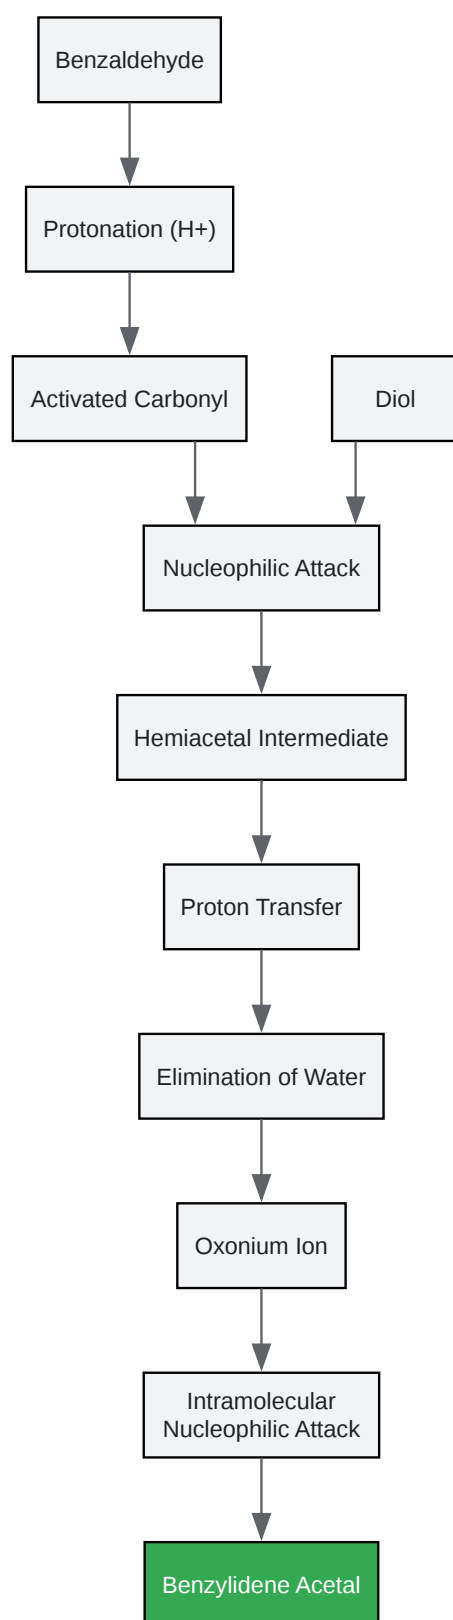 Benzaldehyde
Protonation (H+)
Activated Carbonyl
Diol
Nucleophilic Attack
Hemiacetal Intermediate
Proton Transfer
Elimination of Water
Oxonium Ion
Intramolecular
Nucleophilic Attack
Benzylidene Acetal